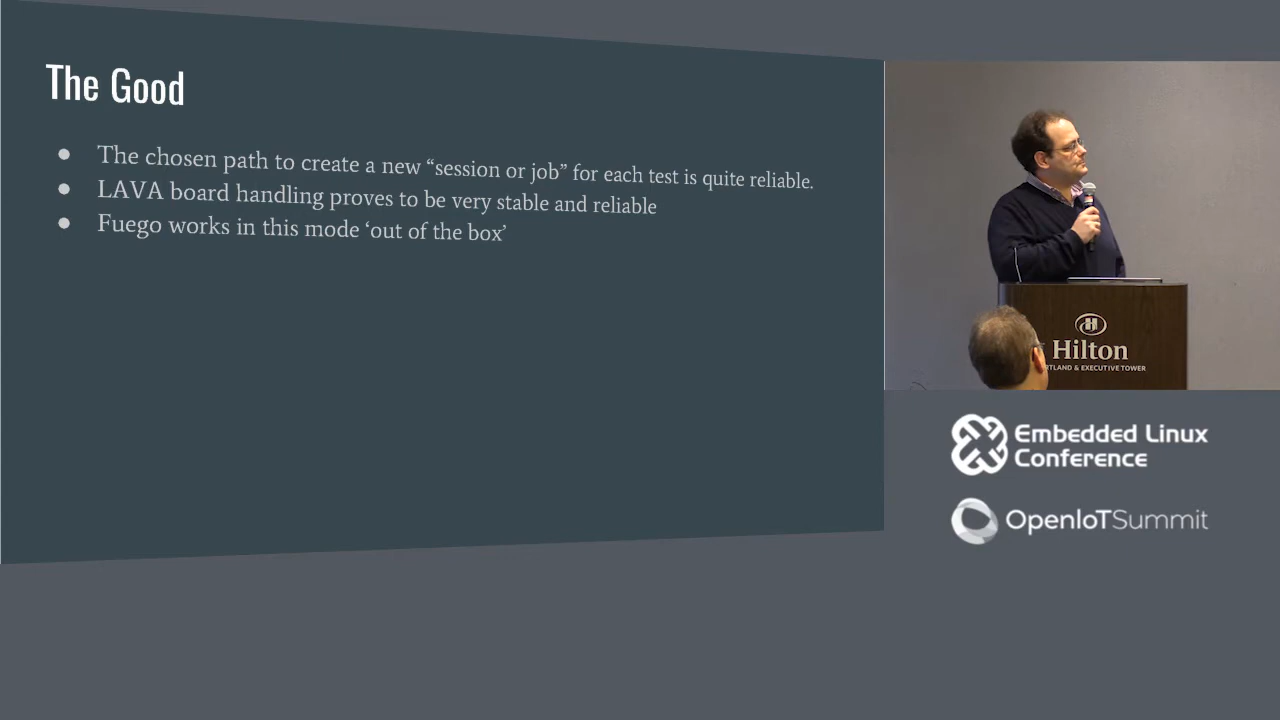 The Good
The chosen path to create a new “session or job” for each test is quite reliable.
LAVA board handling proves to be very stable and reliable
Fuego works in this mode ‘out of the box’
Hilton
& EXECUTIVE TOWER
Embedded Linux
Conference
OpenIoTSummit